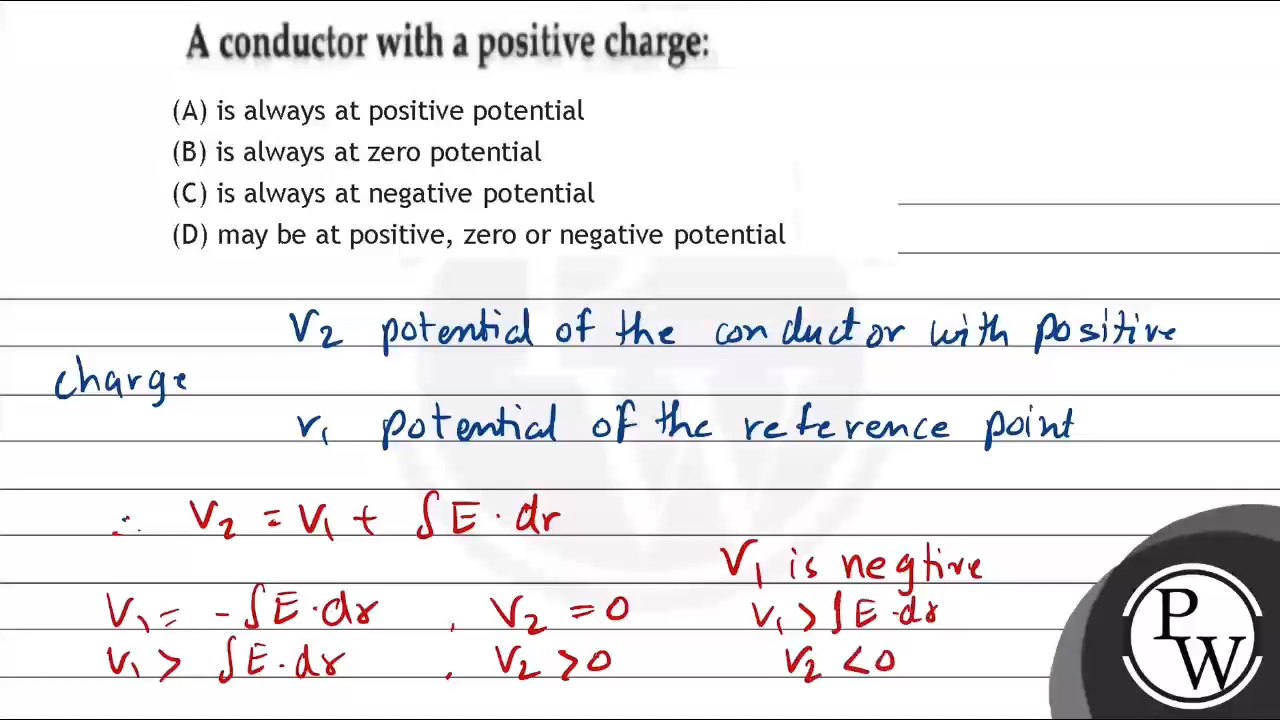 A conductor with a positive charge:
(A) is always at positive potential
(B) is always at zero potential
(C) is always at negative potential
(D) may be at positive, zero or negative potential
V2 potential of the conductor with positive
charge
V1 potential of the reference point
∴ V2 = V1 + ∫E·dr
V1 is negtive
V1 = -∫E·dr , V2 = 0 V1 > ∫E·dr
V1 > ∫E·dr , V2 > 0 V2 < 0
PW